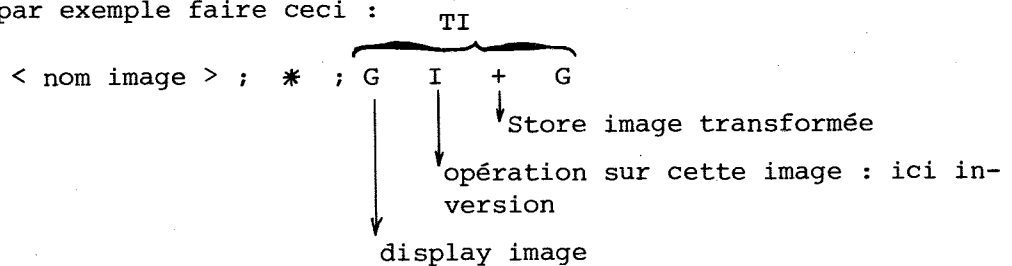 par exemple faire ceci :
TI
< nom image > ; * ; G I + G
Store image transformée
opération sur cette image : ici in-
version
display image